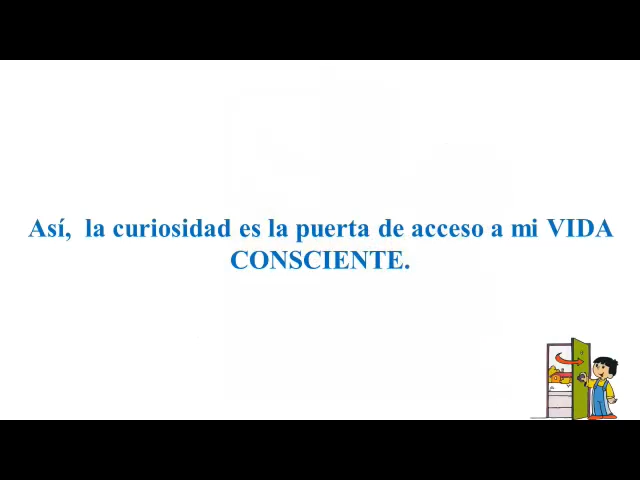 Así,  la curiosidad es la puerta de acceso a mi VIDA
CONSCIENTE.